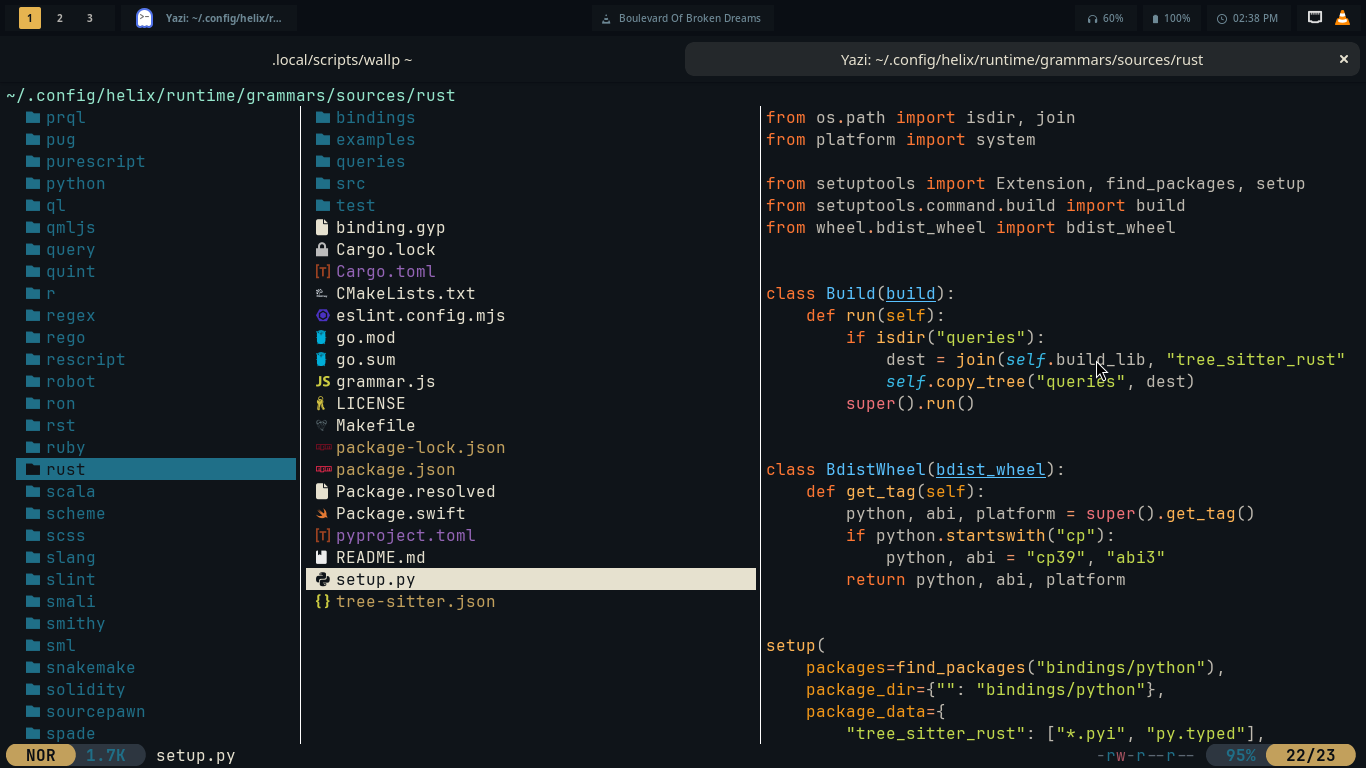 1 2 3 Yazi: ~/.config/helix/r... Boulevard Of Broken Dreams 60% 100% 02:38 PM
.local/scripts/wallp ~ Yazi: ~/.config/helix/runtime/grammars/sources/rust ×
~/.config/helix/runtime/grammars/sources/rust
prql
pug
purescript
python
ql
qmljs
query
quint
r
regex
rego
rescript
robot
ron
rst
ruby
rust
scala
scheme
scss
slang
slint
smali
smithy
sml
snakemake
solidity
sourcepawn
spade
bindings
examples
queries
src
test
binding.gyp
Cargo.lock
[T] Cargo.toml
CMakeLists.txt
eslint.config.mjs
go.mod
go.sum
JS grammar.js
LICENSE
Makefile
package-lock.json
package.json
Package.resolved
Package.swift
[T] pyproject.toml
README.md
setup.py
{} tree-sitter.json
from os.path import isdir, join
from platform import system
from setuptools import Extension, find_packages, setup
from setuptools.command.build import build
from wheel.bdist_wheel import bdist_wheel
class Build(build):
def run(self):
if isdir("queries"):
dest = join(self.build_lib, "tree_sitter_rust"
self.copy_tree("queries", dest)
super().run()
class BdistWheel(bdist_wheel):
def get_tag(self):
python, abi, platform = super().get_tag()
if python.startswith("cp"):
python, abi = "cp39", "abi3"
return python, abi, platform
setup(
packages=find_packages("bindings/python"),
package_dir={"": "bindings/python"},
package_data={
"tree_sitter_rust": ["*.pyi", "py.typed"],
NOR 1.7K setup.py -rw-r--r-- 95% 22/23